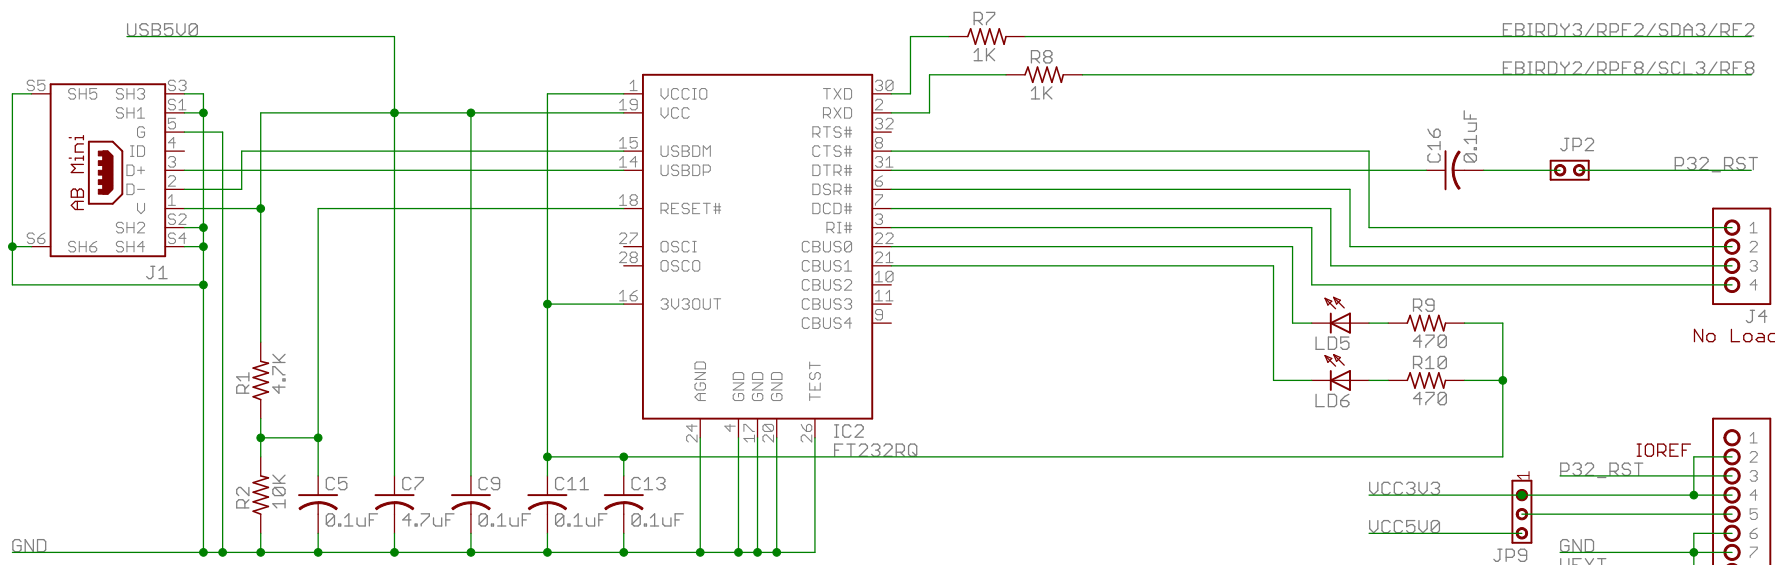 USB5V0
R7
1K
EBIRDY3/RPF2/SDA3/RF2
R8
1K
EBIRDY2/RPF8/SCL3/RF8
S5 SH5 SH3 S3
SH1 S1
G 5
ID 4
D+ 3
D- 2
V 1
SH2 S2
S6 SH6 SH4 S4
AB Mini
J1
1 VCCIO TXD 30
19 VCC RXD 2
RTS# 32
15 USBDM CTS# 8
14 USBDP DTR# 31
DSR# 6
18 RESET# DCD# 7
RI# 3
27 OSCI CBUS0 22
28 OSCO CBUS1 21
CBUS2 10
16 3V3OUT CBUS3 11
CBUS4 9
AGND GND GND GND TEST
24 4 17 20 26
IC2
FT232RQ
C16
0.1uF
JP2
P32_RST
1
2
3
4
J4
No Load
LD5
R9
470
LD6
R10
470
R1
4.7K
R2
10K
C5
0.1uF
C7
4.7uF
C9
0.1uF
C11
0.1uF
C13
0.1uF
GND
IOREF
P32_RST
VCC3V3
VCC5V0
1
JP9
GND
1
2
3
4
5
6
7